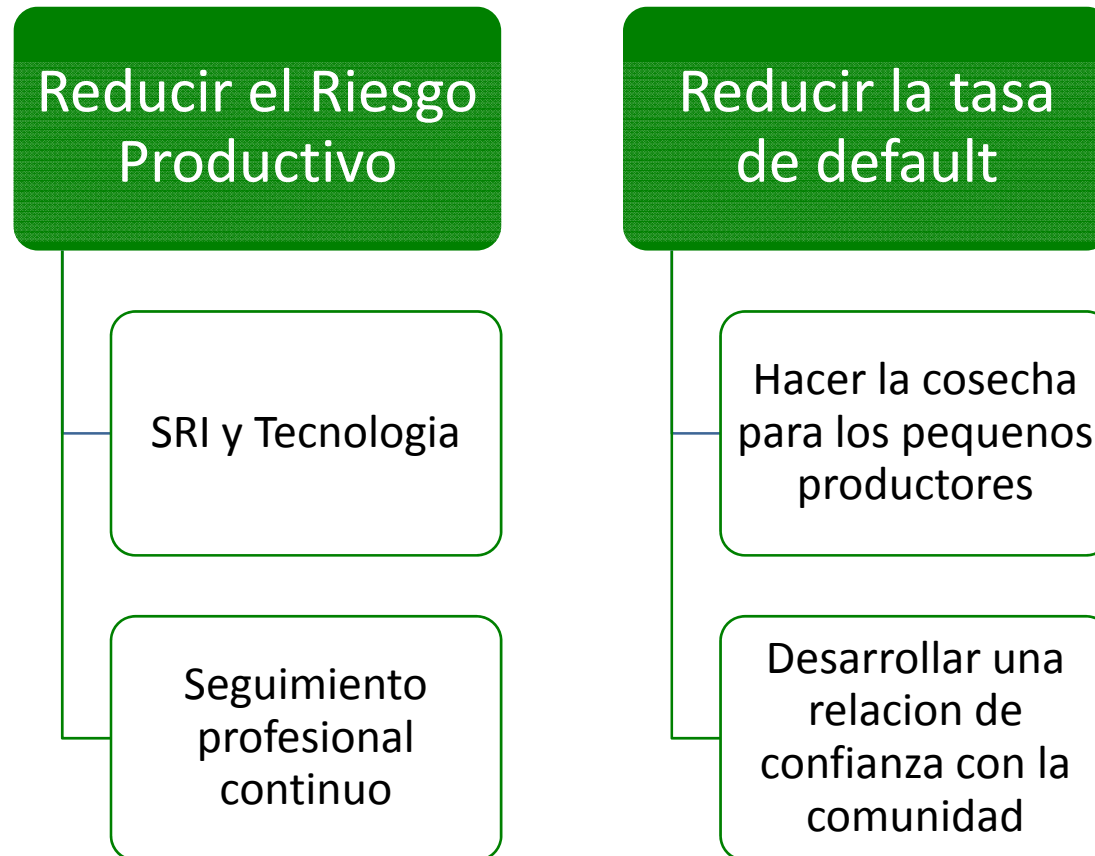 Reducir el Riesgo
Productivo
SRI y Tecnologia
Seguimiento
profesional
continuo
Reducir la tasa
de default
Hacer la cosecha
para los pequenos
productores
Desarrollar una
relacion de
confianza con la
comunidad